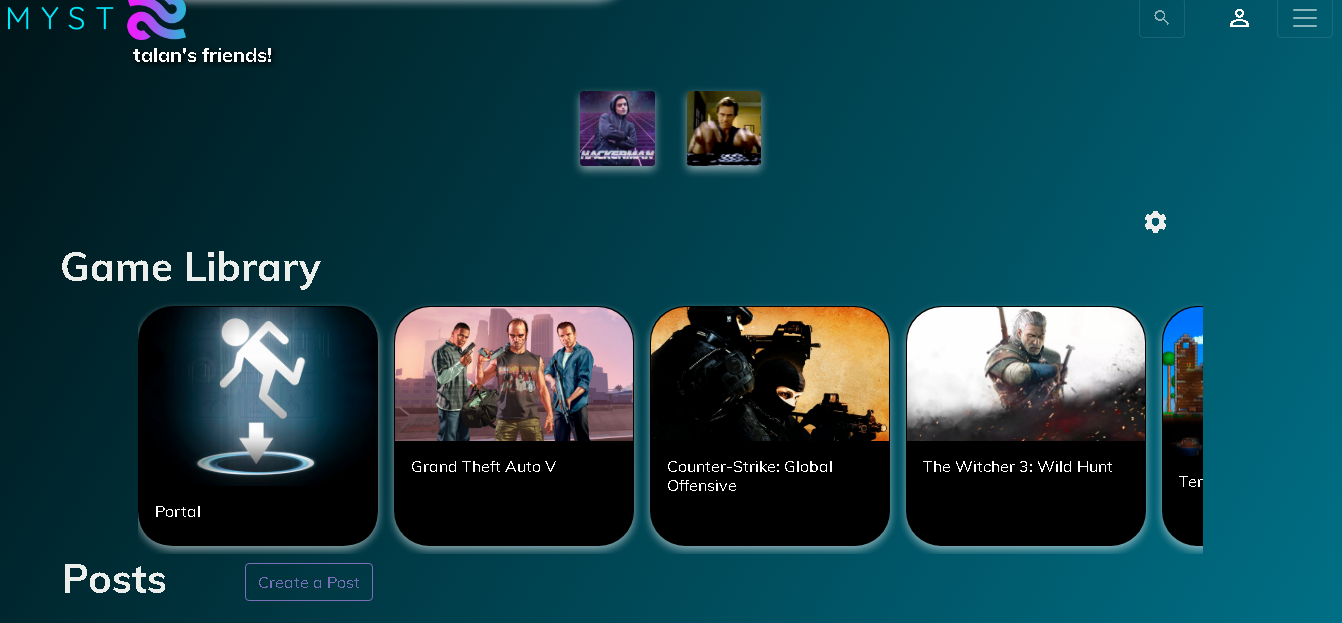 MYST
talan's friends!
HACKERMAN
Game Library
Portal
Grand Theft Auto V
Counter-Strike: Global
Offensive
The Witcher 3: Wild Hunt
Ter
Posts
Create a Post